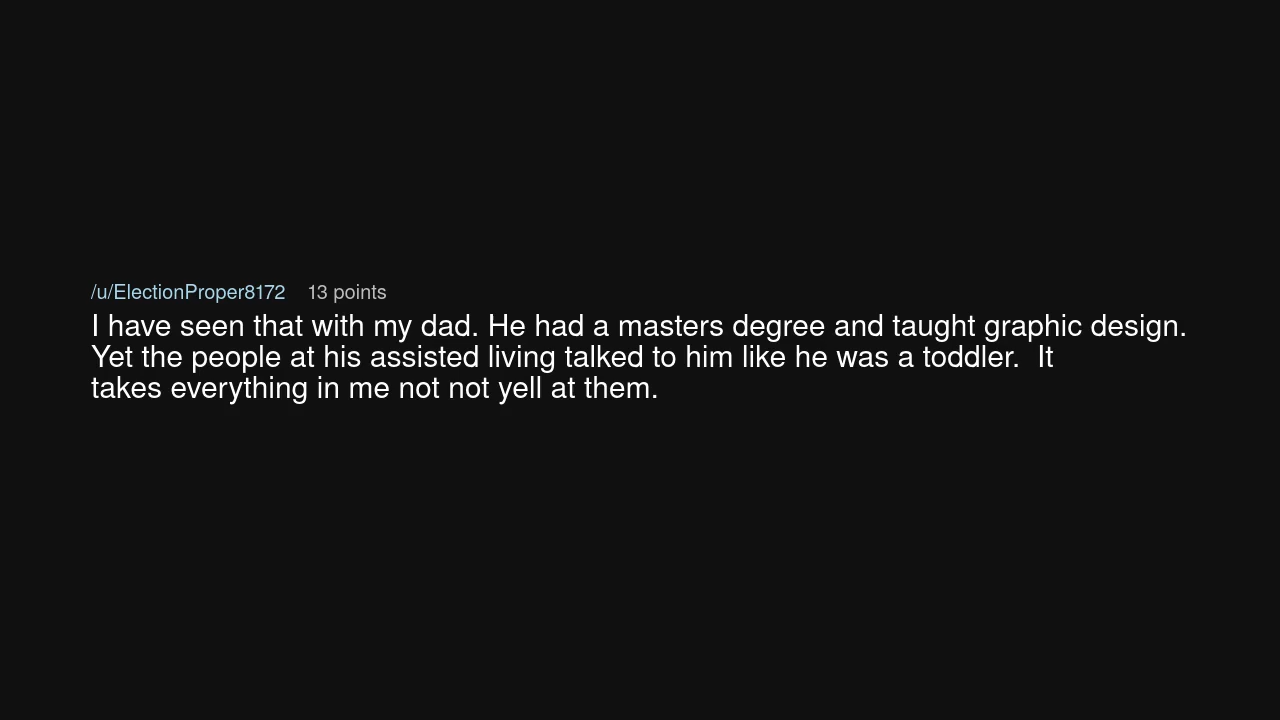 /u/ElectionProper8172 13 points
I have seen that with my dad. He had a masters degree and taught graphic design.
Yet the people at his assisted living talked to him like he was a toddler.  It
takes everything in me not not yell at them.